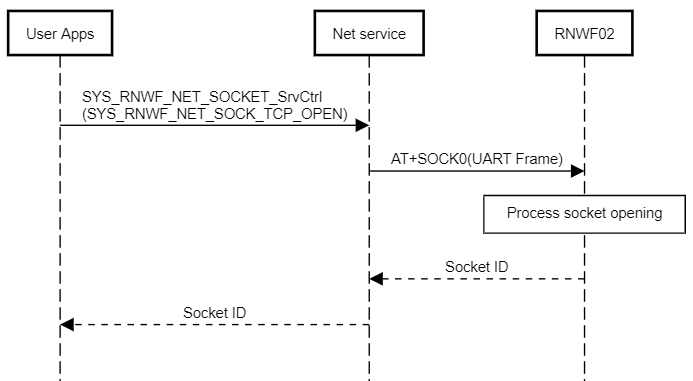 User Apps
Net service
RNWF02
SYS_RNWF_NET_SOCKET_SrvCtrl
(SYS_RNWF_NET_SOCK_TCP_OPEN)
AT+SOCK0(UART Frame)
Process socket opening
Socket ID
Socket ID